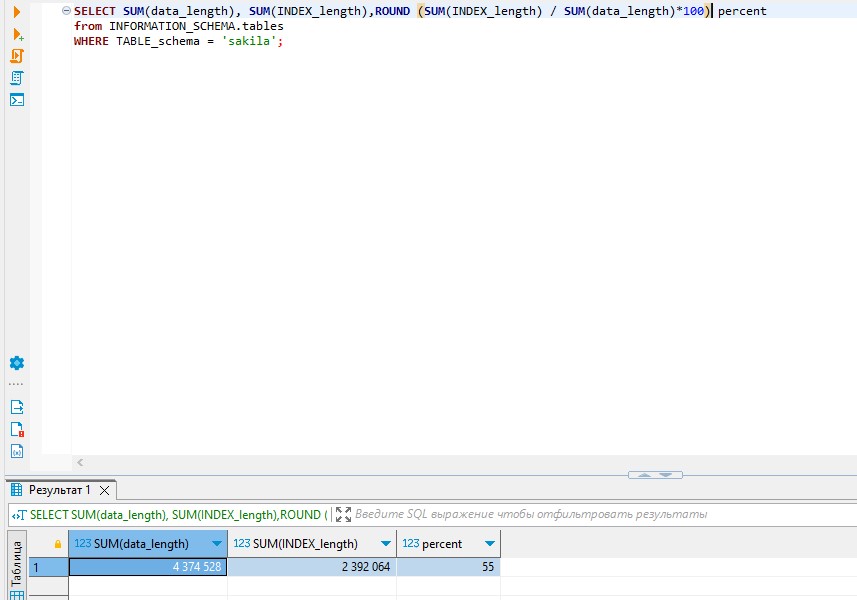 SELECT SUM(data_length), SUM(INDEX_length),ROUND (SUM(INDEX_length) / SUM(data_length)*100) percent
from INFORMATION_SCHEMA.tables
WHERE TABLE_schema = 'sakila';
Результат 1
SELECT SUM(data_length), SUM(INDEX_length),ROUND ( Введите SQL выражение чтобы отфильтровать результаты
Таблица
123 SUM(data_length) 123 SUM(INDEX_length) 123 percent
1 4 374 528 2 392 064 55